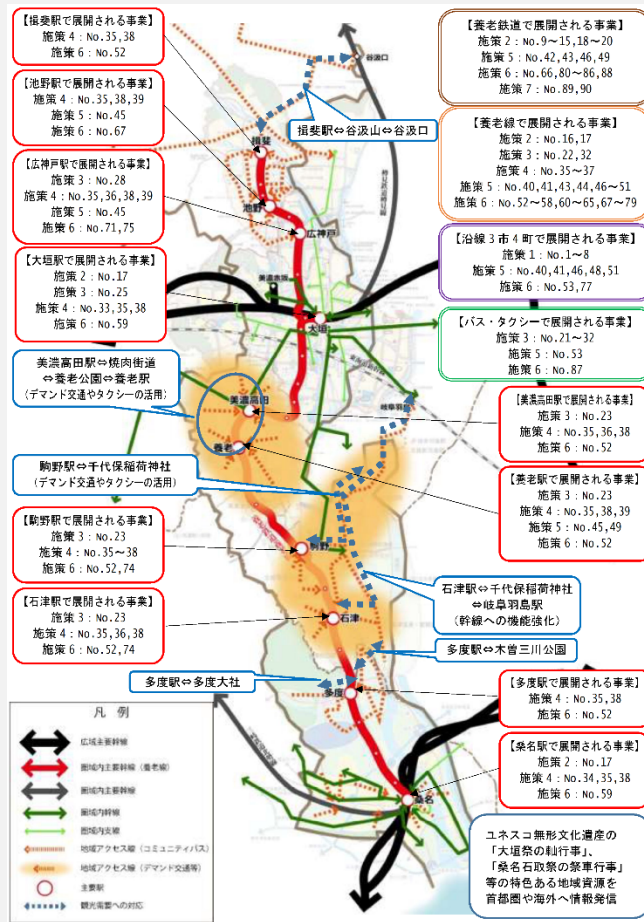 【揖斐駅で展開される事業】
施策 4：No.35,38
施策 6：No.52
【池野駅で展開される事業】
施策 4：No.35,38,39
施策 5：No.45
施策 6：No.67
【広神戸駅で展開される事業】
施策 3：No.28
施策 4：No.35,36,38,39
施策 5：No.45
施策 6：No.71,75
【大垣駅で展開される事業】
施策 2：No.17
施策 3：No.25
施策 4：No.33,35,38
施策 6：No.59
美濃高田駅⇔焼肉街道
⇔養老公園⇔養老駅
（デマンド交通やタクシーの活用）
駒野駅⇔千代保稲荷神社
（デマンド交通やタクシーの活用）
【駒野駅で展開される事業】
施策 3：No.23
施策 4：No.35～38
施策 6：No.52,74
【石津駅で展開される事業】
施策 3：No.23
施策 4：No.35,36,38
施策 6：No.52,74
多度駅⇔多度大社
谷汲口
揖斐駅⇔谷汲山⇔谷汲口
揖斐
池野
広神戸
美濃赤坂
大垣
美濃高田
養老
岐阜羽島
駒野
石津
多度
桑名
【養老鉄道で展開される事業】
施策 2：No.9～15,18～20
施策 5：No.42,43,46,49
施策 6：No.66,80～86,88
施策 7：No.89,90
【養老線で展開される事業】
施策 2：No.16,17
施策 3：No.22,32
施策 4：No.35～37
施策 5：No.40,41,43,44,46～51
施策 6：No.52～58,60～65,67～79
【沿線３市４町で展開される事業】
施策 1：No.1～8
施策 5：No.40,41,46,48,51
施策 6：No.53,77
【バス・タクシーで展開される事業】
施策 3：No.21～32
施策 5：No.53
施策 6：No.87
【美濃高田駅で展開される事業】
施策 3：No.23
施策 4：No.35,36,38
施策 6：No.52
【養老駅で展開される事業】
施策 3：No.23
施策 4：No.35,38,39
施策 5：No.45,49
施策 6：No.52
石津駅⇔千代保稲荷神社
⇔岐阜羽島駅
（幹線への機能強化）
多度駅⇔木曽三川公園
【多度駅で展開される事業】
施策 4：No.35,38
施策 6：No.52
【桑名駅で展開される事業】
施策 2：No.17
施策 4：No.34,35,38
施策 6：No.59
ユネスコ無形文化遺産の
「大垣祭の軕行事」、
「桑名石取祭の祭車行事」
等の特色ある地域資源を
首都圏や海外へ情報発信
凡 例
広域主要幹線
圏域内主要幹線（養老線）
圏域内主要幹線
圏域内幹線
圏域内支線
地域アクセス線（コミュニティバス）
地域アクセス線（デマンド交通等）
主要駅
観光需要への対応